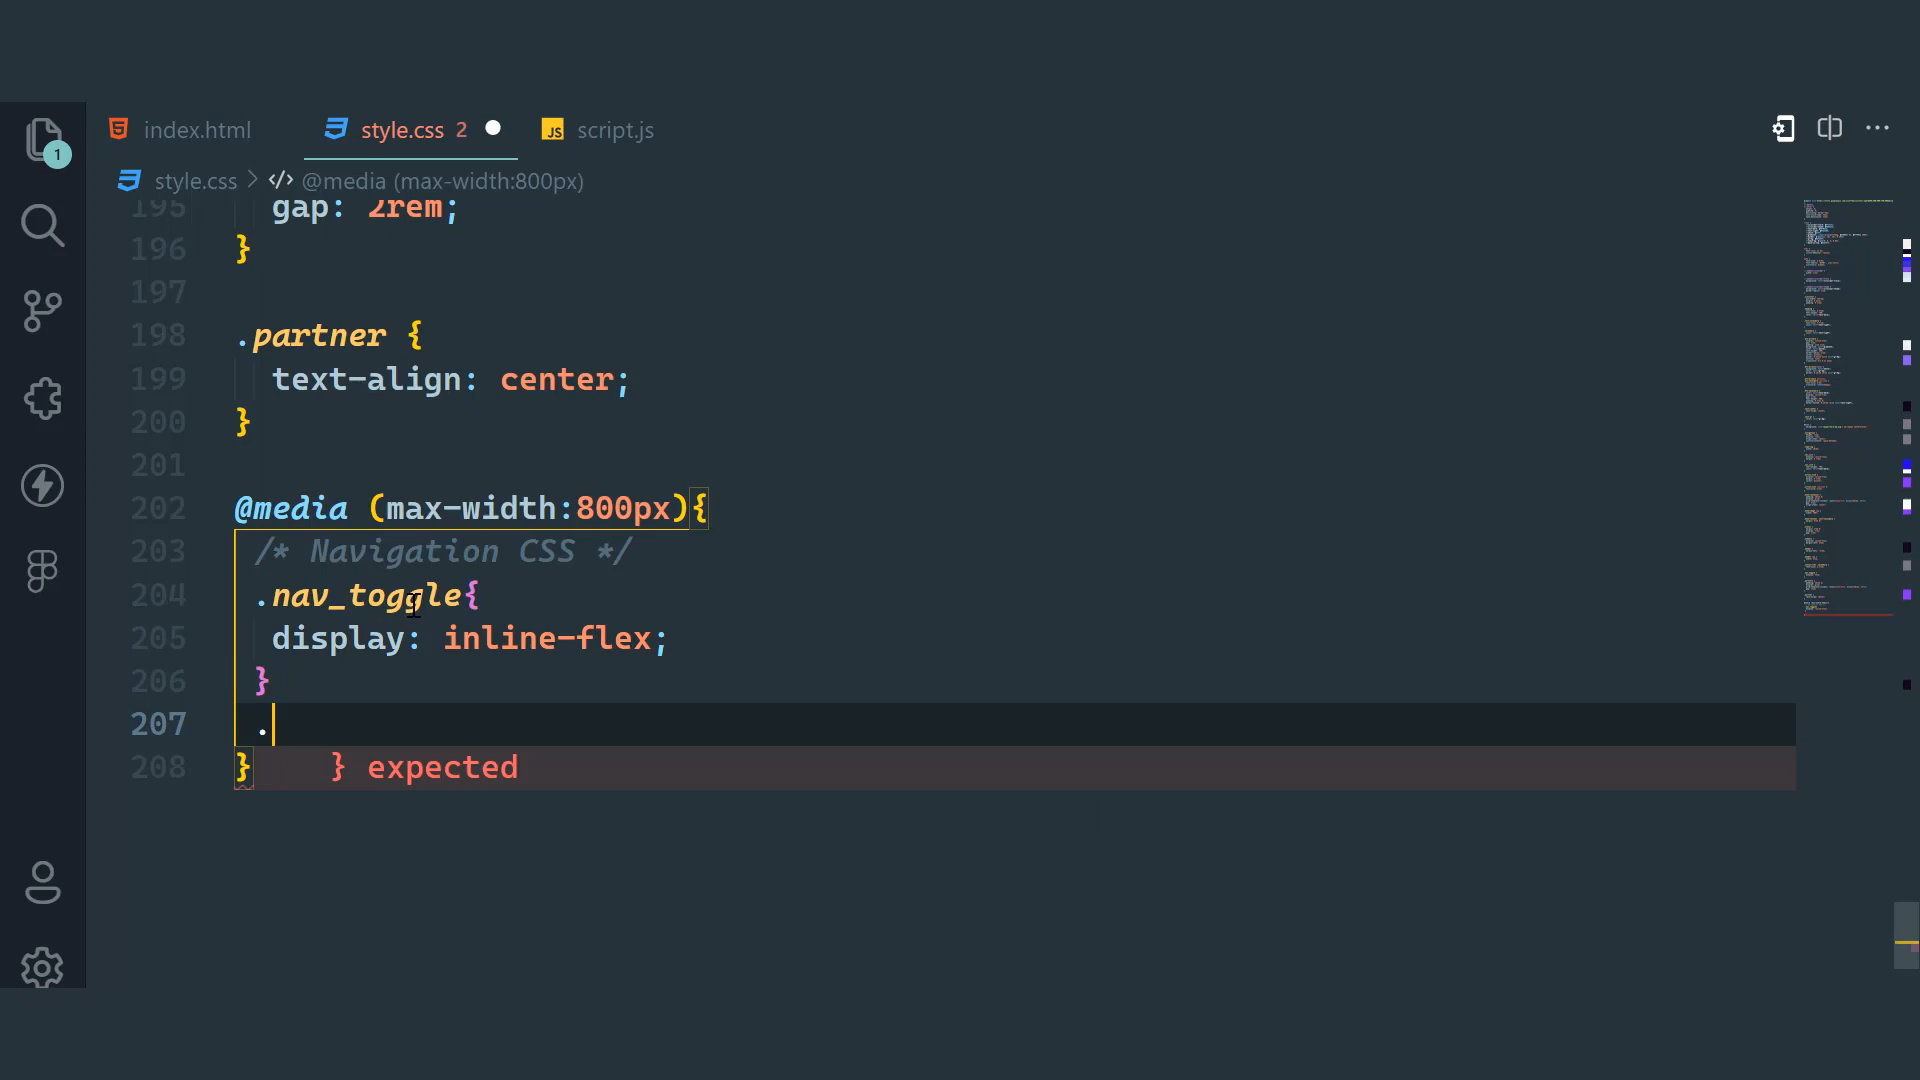 index.html style.css 2 script.js
style.css > @media (max-width:800px)
1
195 gap: 2rem;
196 }
197
198 .partner {
199 text-align: center;
200 }
201
202 @media (max-width:800px){
203 /* Navigation CSS */
204 .nav_toggle{
205 display: inline-flex;
206 }
207 .
208 } } expected